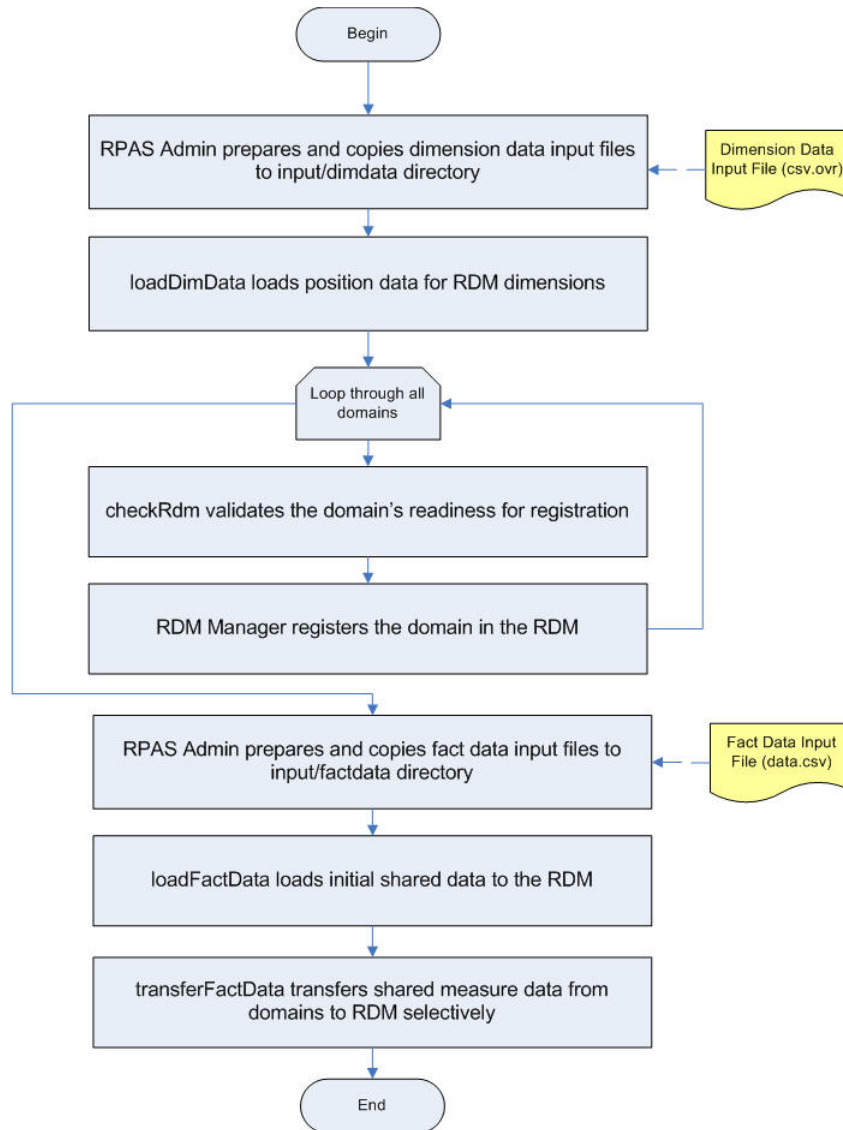 Begin
RPAS Admin prepares and copies dimension data input files
to input/dimdata directory
Dimension Data
Input File (csv.ovr)
loadDimData loads position data for RDM dimensions
Loop through all
domains
checkRdm validates the domain's readiness for registration
RDM Manager registers the domain in the RDM
RPAS Admin prepares and copies fact data input files to
input/factdata directory
Fact Data Input
File (data.csv)
loadFactData loads initial shared data to the RDM
transferFactData transfers shared measure data from
domains to RDM selectively
End